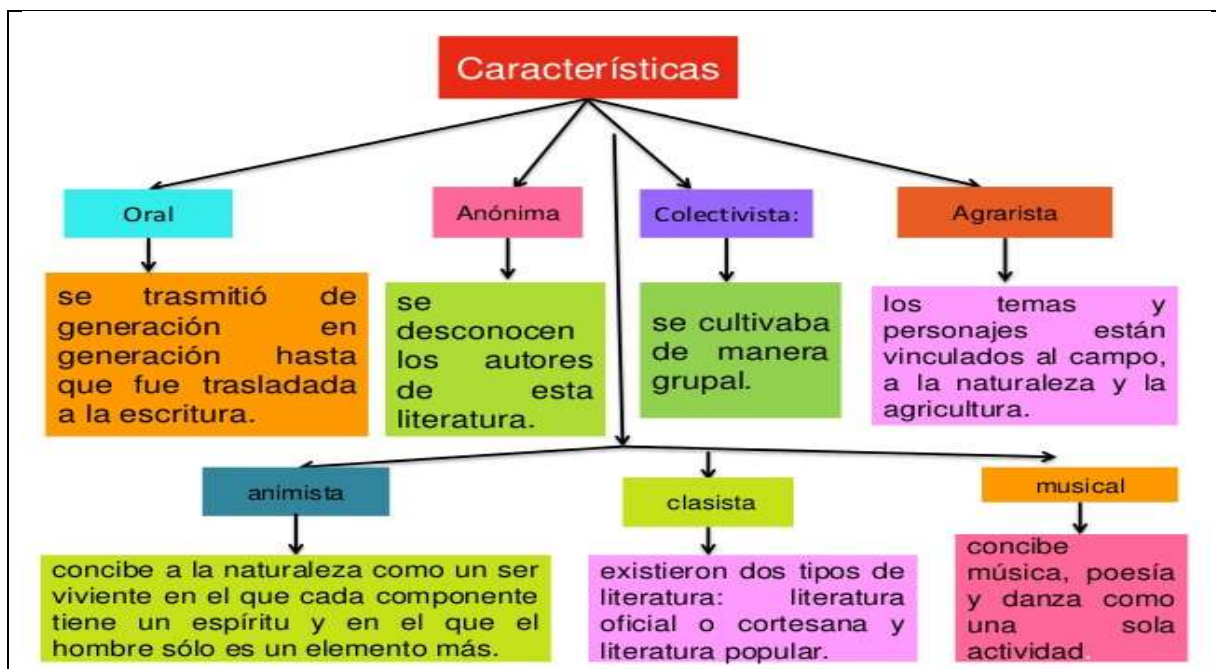 Características
Oral
Anónima
Colectivista:
Agrarista
se trasmitió de
generación en
generación hasta
que fue trasladada
a la escritura.
se
desconocen
los autores
de esta
literatura.
se cultivaba
de manera
grupal.
los temas y
personajes están
vinculados al campo,
a la naturaleza y la
agricultura.
animista
clasista
musical
concibe a la naturaleza como un ser
viviente en el que cada componente
tiene un espíritu y en el que el
hombre sólo es un elemento más.
existieron dos tipos de
literatura: literatura
oficial o cortesana y
literatura popular.
concibe
música, poesía
y danza como
una sola
actividad.